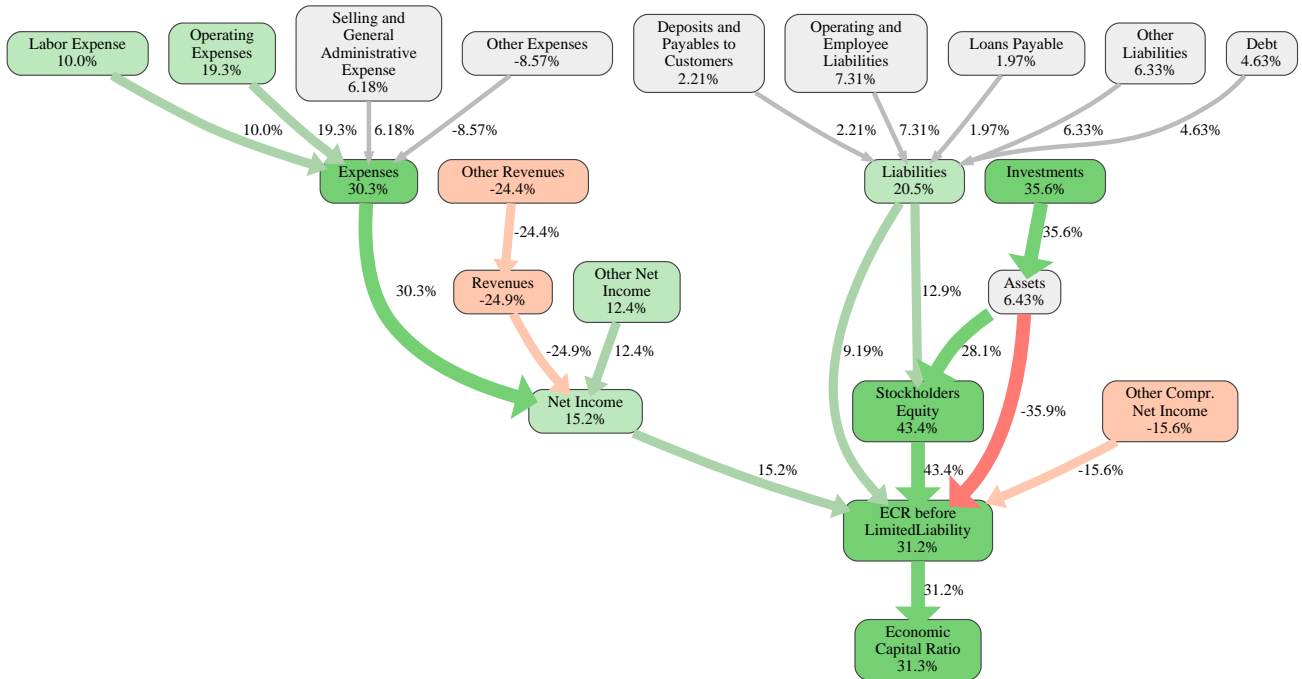 Labor Expense
10.0%
Operating
Expenses
19.3%
Selling and
General
Administrative
Expense
6.18%
Other Expenses
-8.57%
Deposits and
Payables to
Customers
2.21%
Operating and
Employee
Liabilities
7.31%
Loans Payable
1.97%
Other
Liabilities
6.33%
Debt
4.63%
10.0%
19.3%
6.18%
-8.57%
2.21%
7.31%
1.97%
6.33%
4.63%
Expenses
30.3%
Other Revenues
-24.4%
Liabilities
20.5%
Investments
35.6%
-24.4%
35.6%
30.3%
Revenues
-24.9%
Other Net
Income
12.4%
12.9%
Assets
6.43%
-24.9%
12.4%
9.19%
28.1%
Net Income
15.2%
Stockholders
Equity
43.4%
-35.9%
Other Compr.
Net Income
-15.6%
15.2%
43.4%
-15.6%
ECR before
LimitedLiability
31.2%
31.2%
Economic
Capital Ratio
31.3%